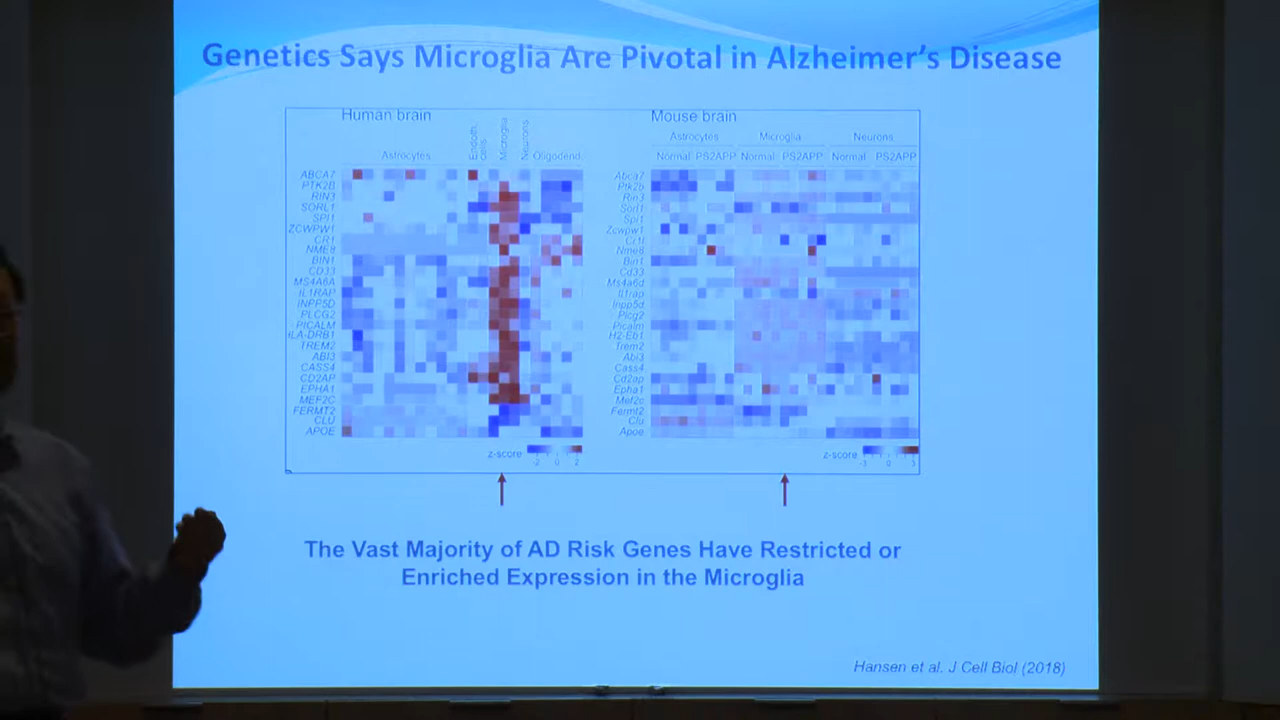 Genetics Says Microglia Are Pivotal in Alzheimer's Disease
Human brain
Astrocytes
Endoth. cells
Microglia
Neurons
Oligodend.
ABCA7
PTK2B
RIN3
SORL1
SPI1
ZCWPW1
CR1
NME8
BIN1
CD33
MS4A6A
IL1RAP
INPP5D
PLCG2
PICALM
HLA-DRB1
TREM2
ABI3
CASS4
CD2AP
EPHA1
MEF2C
FERMT2
CLU
APOE
z-score
-2 0 2
Mouse brain
Astrocytes Microglia Neurons
Normal PS2APP Normal PS2APP Normal PS2APP
Abca7
Ptk2b
Rin3
Sorl1
Spi1
Zcwpw1
Cr1l
Nme8
Bin1
Cd33
Ms4a6d
Il1rap
Inpp5d
Plcg2
Picalm
H2-Eb1
Trem2
Abi3
Cass4
Cd2ap
Epha1
Mef2c
Fermt2
Clu
Apoe
z-score
-3 0 3
The Vast Majority of AD Risk Genes Have Restricted or
Enriched Expression in the Microglia
Hansen et al. J Cell Biol (2018)